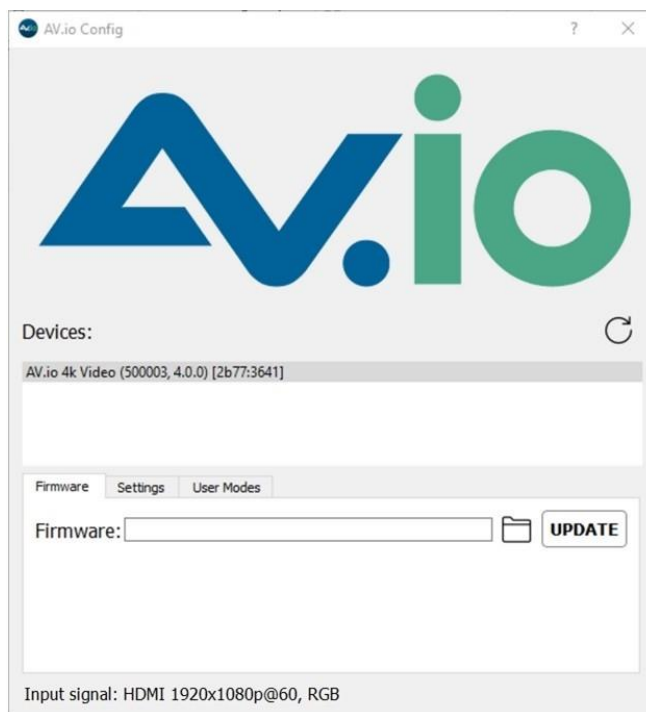 AV.io Config
AV.io
Devices:
AV.io 4k Video (500003, 4.0.0) [2b77:3641]
Firmware Settings User Modes
Firmware: UPDATE
Input signal: HDMI 1920x1080p@60, RGB